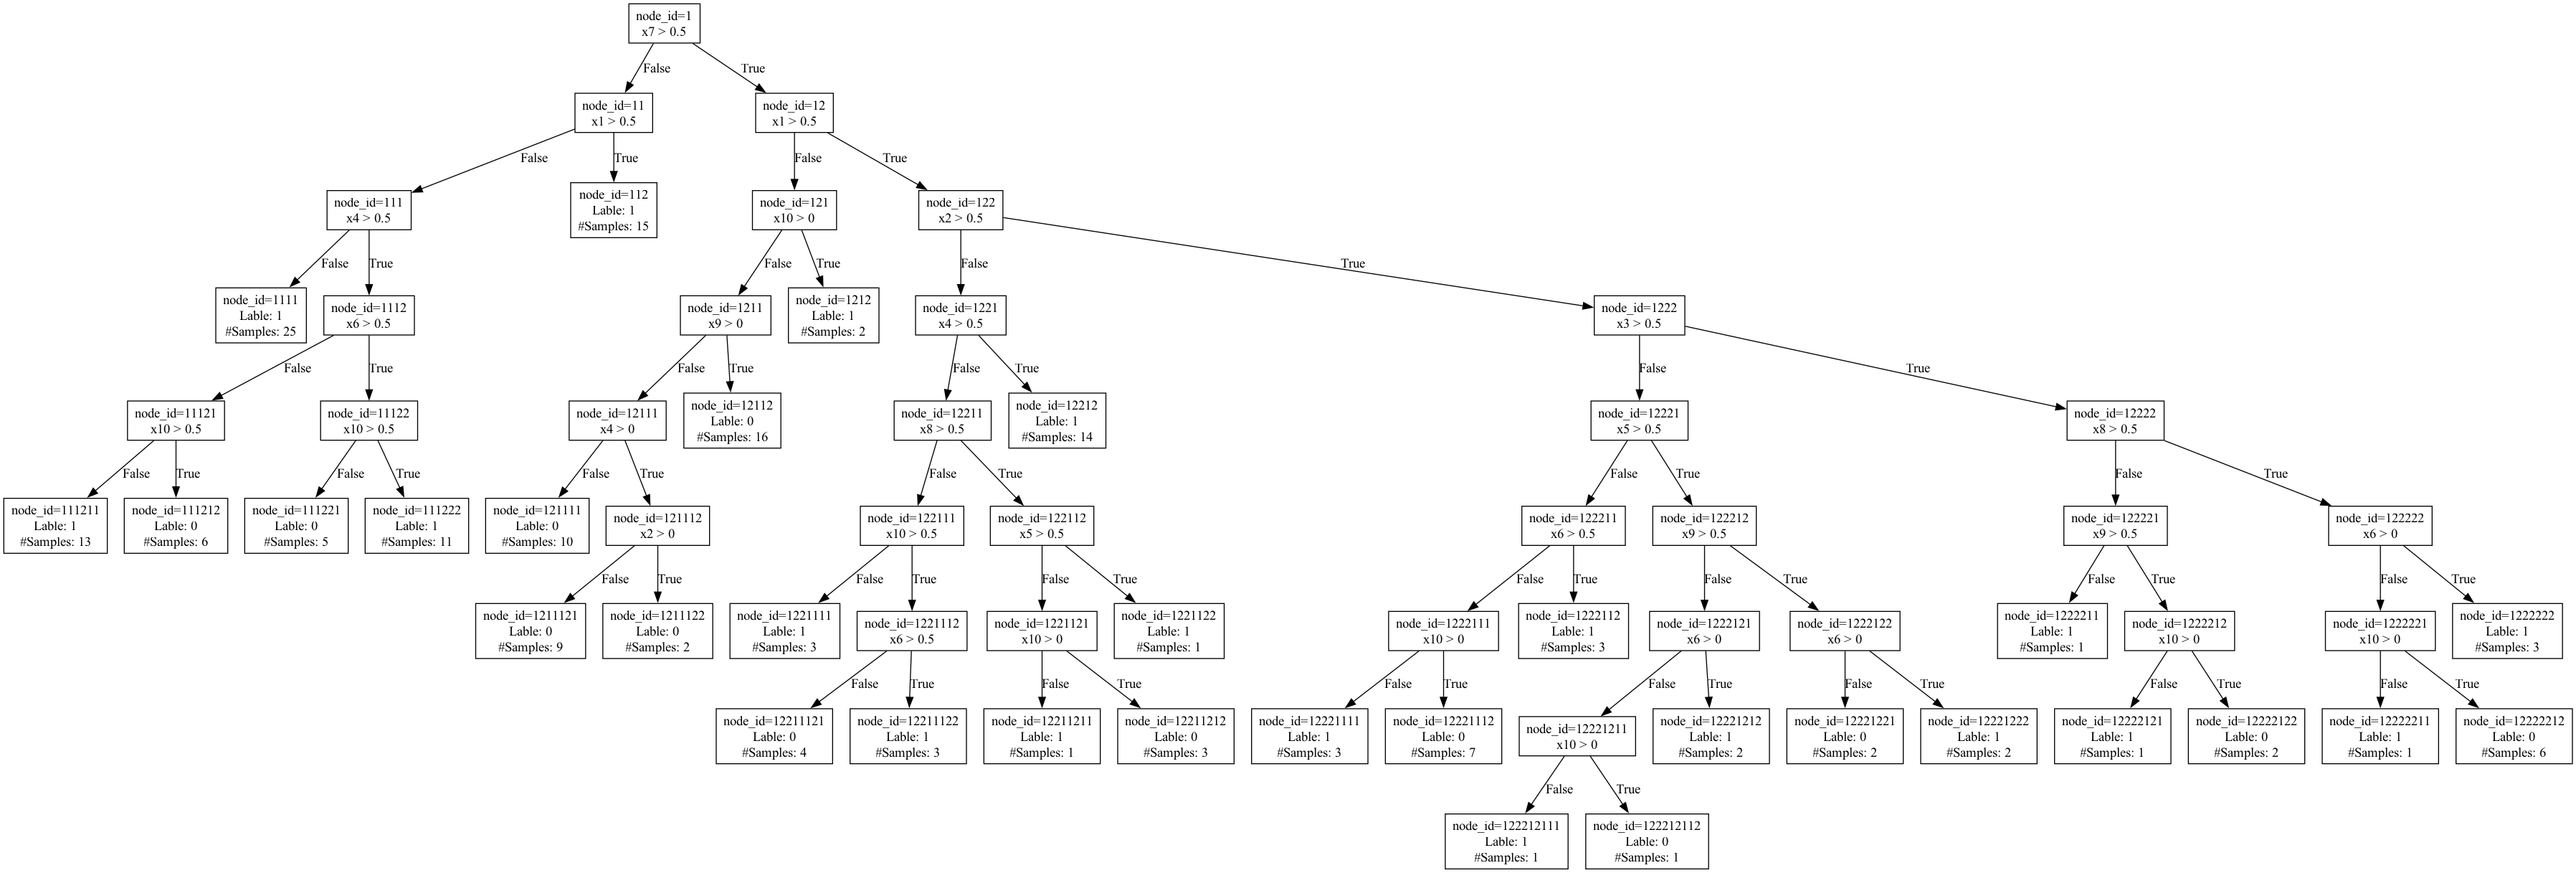 node_id=1
x7 > 0.5
False
True
node_id=11
x1 > 0.5
node_id=12
x1 > 0.5
False
True
False
True
node_id=111
x4 > 0.5
node_id=112
Lable: 1
#Samples: 15
node_id=121
x10 > 0
node_id=122
x2 > 0.5
False
True
False
True
False
True
node_id=1111
Lable: 1
#Samples: 25
node_id=1112
x6 > 0.5
node_id=1211
x9 > 0
node_id=1212
Lable: 1
#Samples: 2
node_id=1221
x4 > 0.5
node_id=1222
x3 > 0.5
False
True
False
True
False
True
False
True
node_id=11121
x10 > 0.5
node_id=11122
x10 > 0.5
node_id=12111
x4 > 0
node_id=12112
Lable: 0
#Samples: 16
node_id=12211
x8 > 0.5
node_id=12212
Lable: 1
#Samples: 14
node_id=12221
x5 > 0.5
node_id=12222
x8 > 0.5
False
True
False
True
False
True
False
True
False
True
False
True
node_id=111211
Lable: 1
#Samples: 13
node_id=111212
Lable: 0
#Samples: 6
node_id=111221
Lable: 0
#Samples: 5
node_id=111222
Lable: 1
#Samples: 11
node_id=121111
Lable: 0
#Samples: 10
node_id=121112
x2 > 0
node_id=122111
x10 > 0.5
node_id=122112
x5 > 0.5
node_id=122211
x6 > 0.5
node_id=122212
x9 > 0.5
node_id=122221
x9 > 0.5
node_id=122222
x6 > 0
False
True
False
True
False
True
False
True
False
True
False
True
False
True
node_id=1211121
Lable: 0
#Samples: 9
node_id=1211122
Lable: 0
#Samples: 2
node_id=1221111
Lable: 1
#Samples: 3
node_id=1221112
x6 > 0.5
node_id=1221121
x10 > 0
node_id=1221122
Lable: 1
#Samples: 1
node_id=1222111
x10 > 0
node_id=1222112
Lable: 1
#Samples: 3
node_id=1222121
x6 > 0
node_id=1222122
x6 > 0
node_id=1222211
Lable: 1
#Samples: 1
node_id=1222212
x10 > 0
node_id=1222221
x10 > 0
node_id=1222222
Lable: 1
#Samples: 3
False
True
False
True
False
True
False
True
False
True
False
True
False
True
node_id=12211121
Lable: 0
#Samples: 4
node_id=12211122
Lable: 1
#Samples: 3
node_id=12211211
Lable: 1
#Samples: 1
node_id=12211212
Lable: 0
#Samples: 3
node_id=12221111
Lable: 1
#Samples: 3
node_id=12221112
Lable: 0
#Samples: 7
node_id=12221211
x10 > 0
node_id=12221212
Lable: 1
#Samples: 2
node_id=12221221
Lable: 0
#Samples: 2
node_id=12221222
Lable: 1
#Samples: 2
node_id=12222121
Lable: 1
#Samples: 1
node_id=12222122
Lable: 0
#Samples: 2
node_id=12222211
Lable: 1
#Samples: 1
node_id=12222212
Lable: 0
#Samples: 6
False
True
node_id=122212111
Lable: 1
#Samples: 1
node_id=122212112
Lable: 0
#Samples: 1